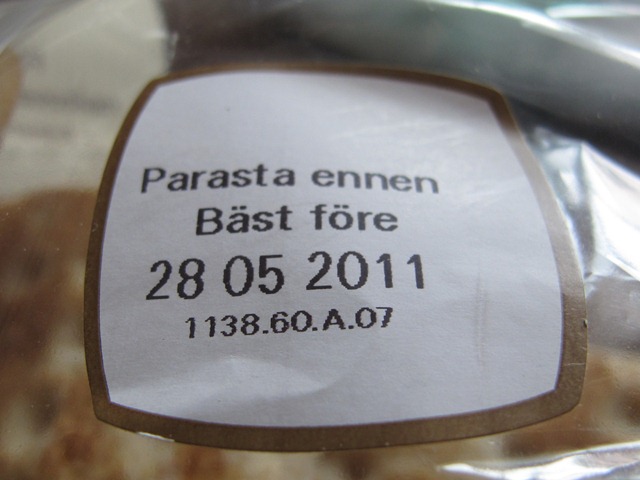 Parasta ennen
Bäst före
28 05 2011
1138.60.A.07